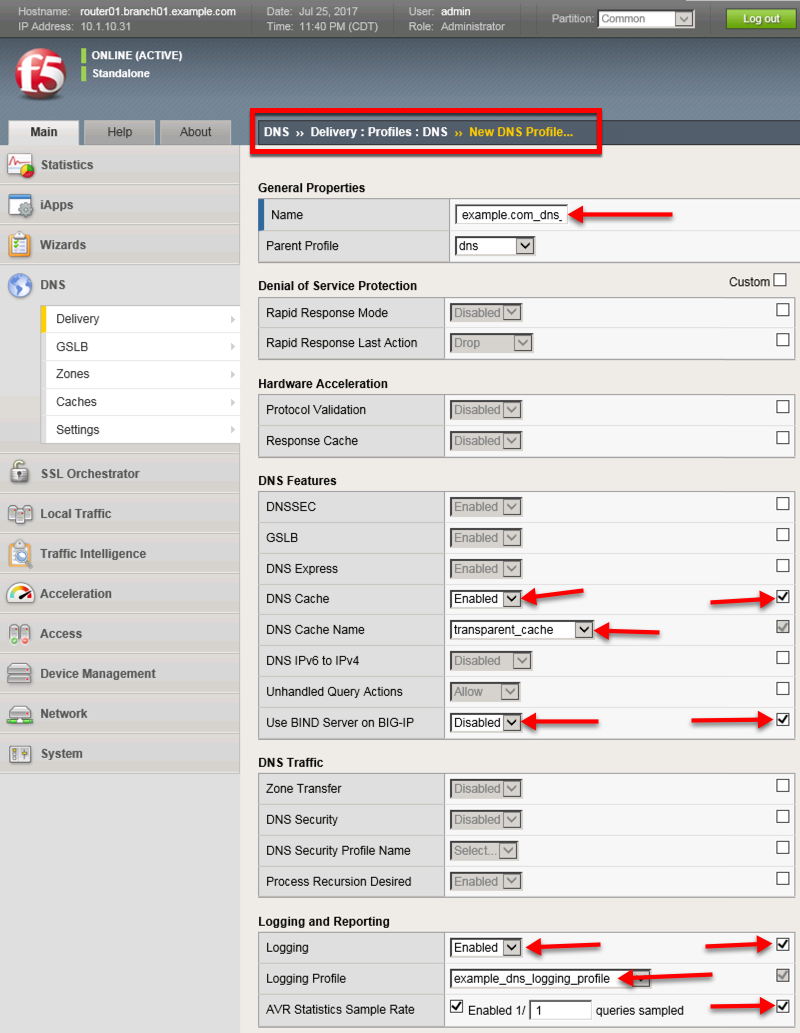 Hostname: router01.branch01.example.com Date: Jul 25, 2017 User: admin Partition: Common Log out
IP Address: 10.1.10.31 Time: 11:40 PM (CDT) Role: Administrator
f5
ONLINE (ACTIVE)
Standalone
Main Help About
DNS ›› Delivery : Profiles : DNS ›› New DNS Profile...
Statistics
iApps
Wizards
DNS
Delivery
GSLB
Zones
Caches
Settings
SSL Orchestrator
Local Traffic
Traffic Intelligence
Acceleration
Access
Device Management
Network
System
General Properties
Name example.com_dns_
Parent Profile dns
Denial of Service Protection Custom
Rapid Response Mode Disabled
Rapid Response Last Action Drop
Hardware Acceleration
Protocol Validation Disabled
Response Cache Disabled
DNS Features
DNSSEC Enabled
GSLB Enabled
DNS Express Enabled
DNS Cache Enabled
DNS Cache Name transparent_cache
DNS IPv6 to IPv4 Disabled
Unhandled Query Actions Allow
Use BIND Server on BIG-IP Disabled
DNS Traffic
Zone Transfer Disabled
DNS Security Disabled
DNS Security Profile Name Select...
Process Recursion Desired Enabled
Logging and Reporting
Logging Enabled
Logging Profile example_dns_logging_profile
AVR Statistics Sample Rate Enabled 1/ 1 queries sampled